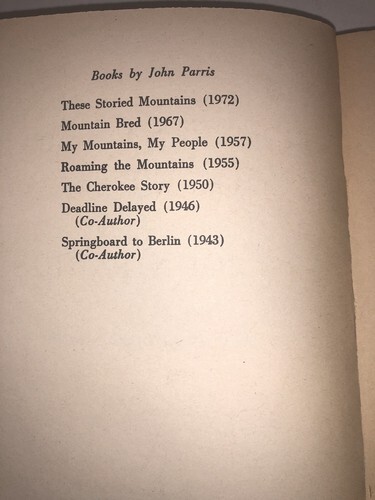 Books by John Parris
These Storied Mountains (1972)
Mountain Bred (1967)
My Mountains, My People (1957)
Roaming the Mountains (1955)
The Cherokee Story (1950)
Deadline Delayed (1946)
(Co-Author)
Springboard to Berlin (1943)
(Co-Author)